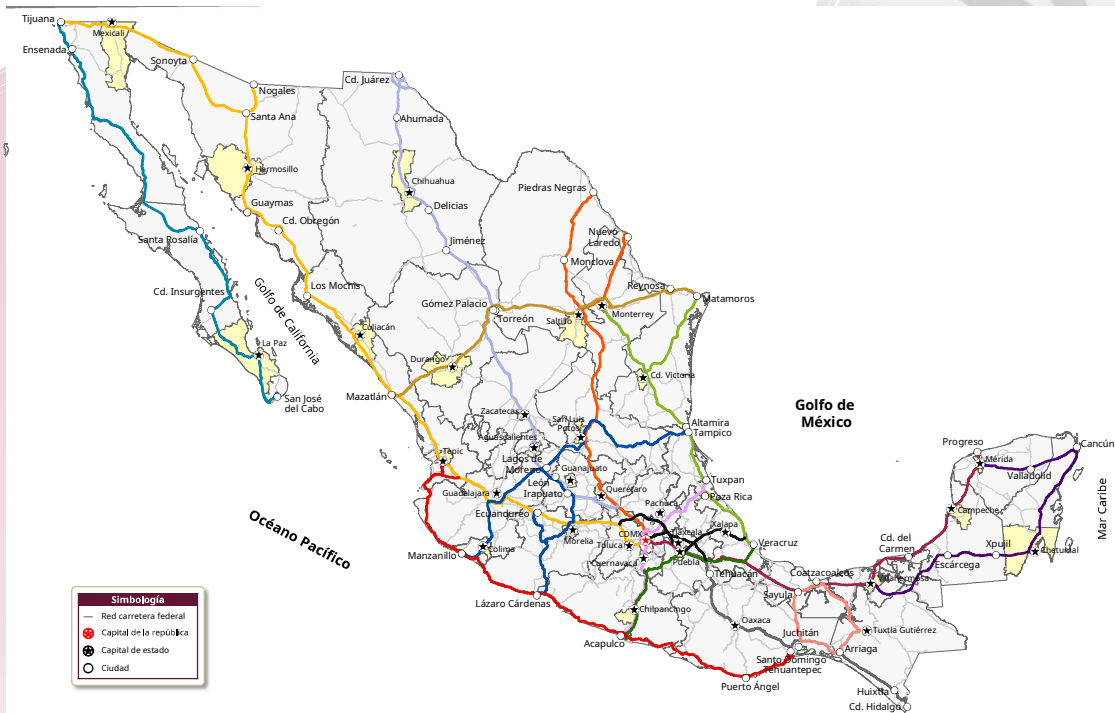 Tijuana
Mexicali
Ensenada
Sonoyta
Nogales
Santa Ana
Cd. Juárez
Ahumada
Hermosillo
Chihuahua
Delicias
Piedras Negras
Guaymas
Cd. Obregón
Santa Rosalía
Jiménez
Nuevo
Laredo
Monclova
Cd. Insurgentes
Golfo de California
Los Mochis
Gómez Palacio
Torreón
Reynosa
Matamoros
Saltillo
Monterrey
Culiacán
La Paz
Durango
Cd. Victoria
San José
del Cabo
Mazatlán
Zacatecas
San Luis
Potosí
Altamira
Tampico
Golfo de
México
Aguascalientes
Tepic
Lagos de
Moreno
Guanajuato
León
Irapuato
Guadalajara
Querétaro
Tuxpan
Poza Rica
Pachuca
Ecuandureo
Progreso
Mérida
Cancún
Valladolid
Mar Caribe
Océano Pacífico
Campeche
Manzanillo
Colima
Morelia
CDMX
Toluca
Tlaxcala
Xalapa
Veracruz
Cuernavaca
Puebla
Tehuacán
Cd. del
Carmen
Escárcega
Xpujil
Chetumal
Coatzacoalcos
Villahermosa
Sayula
Lázaro Cárdenas
Chilpancingo
Acapulco
Oaxaca
Juchitán
Tuxtla Gutiérrez
Arriaga
Santo Domingo
Tehuantepec
Puerto Ángel
Huixtla
Cd. Hidalgo
Simbología
Red carretera federal
Capital de la república
Capital de estado
Ciudad